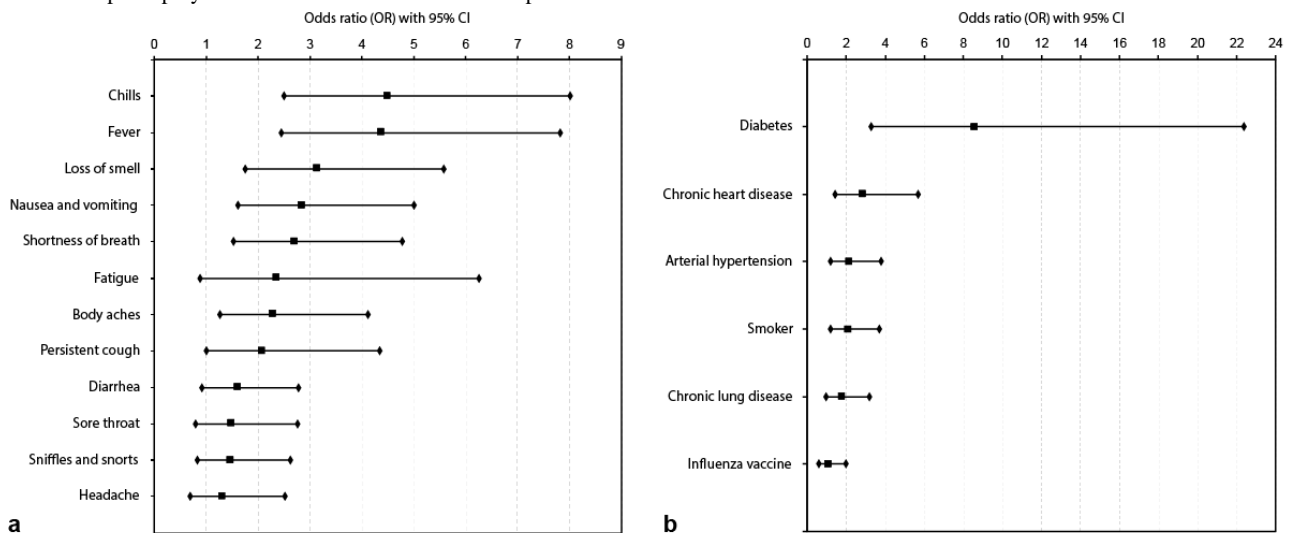 Odds ratio (OR) with 95% CI
0 1 2 3 4 5 6 7 8 9
Chills
Fever
Loss of smell
Nausea and vomiting
Shortness of breath
Fatigue
Body aches
Persistent cough
Diarrhea
Sore throat
Sniffles and snorts
Headache
a
Odds ratio (OR) with 95% CI
0 2 4 6 8 10 12 14 16 18 20 22 24
Diabetes
Chronic heart disease
Arterial hypertension
Smoker
Chronic lung disease
Influenza vaccine
b